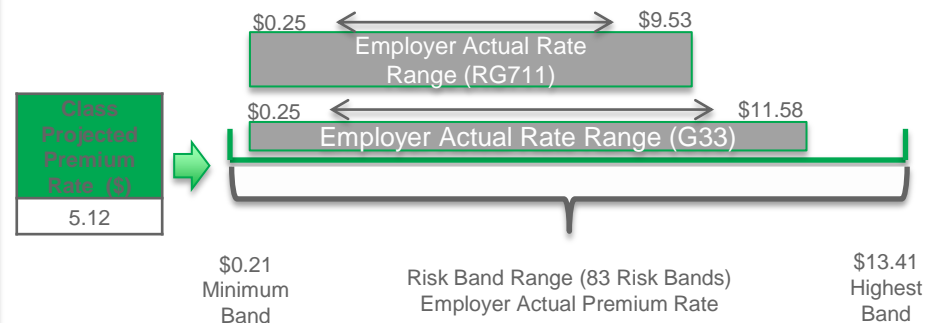 $0.25 $9.53
Employer Actual Rate
Range (RG711)
$0.25 $11.58
Employer Actual Rate Range (G33)
Class
Projected
Premium
Rate ($)
5.12
$0.21
Minimum
Band
Risk Band Range (83 Risk Bands)
Employer Actual Premium Rate
$13.41
Highest
Band